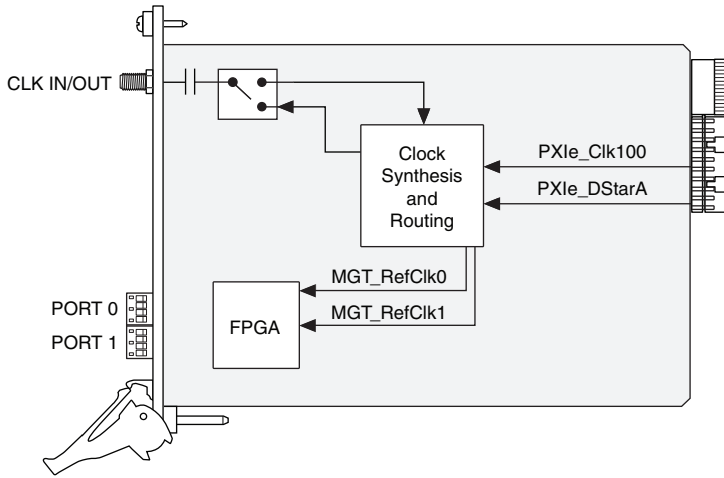 CLK IN/OUT
Clock
Synthesis
and
Routing
PXIe_Clk100
PXIe_DStarA
MGT_RefClk0
MGT_RefClk1
FPGA
PORT 0
PORT 1